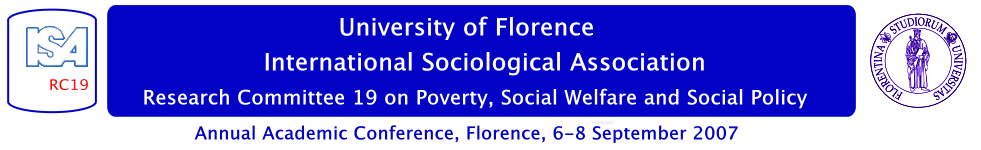 ISA
RC19
University of Florence
International Sociological Association
Research Committee 19 on Poverty, Social Welfare and Social Policy
Annual Academic Conference, Florence, 6-8 September 2007
FLORENTINA STUDIORUM UNIVERSITAS